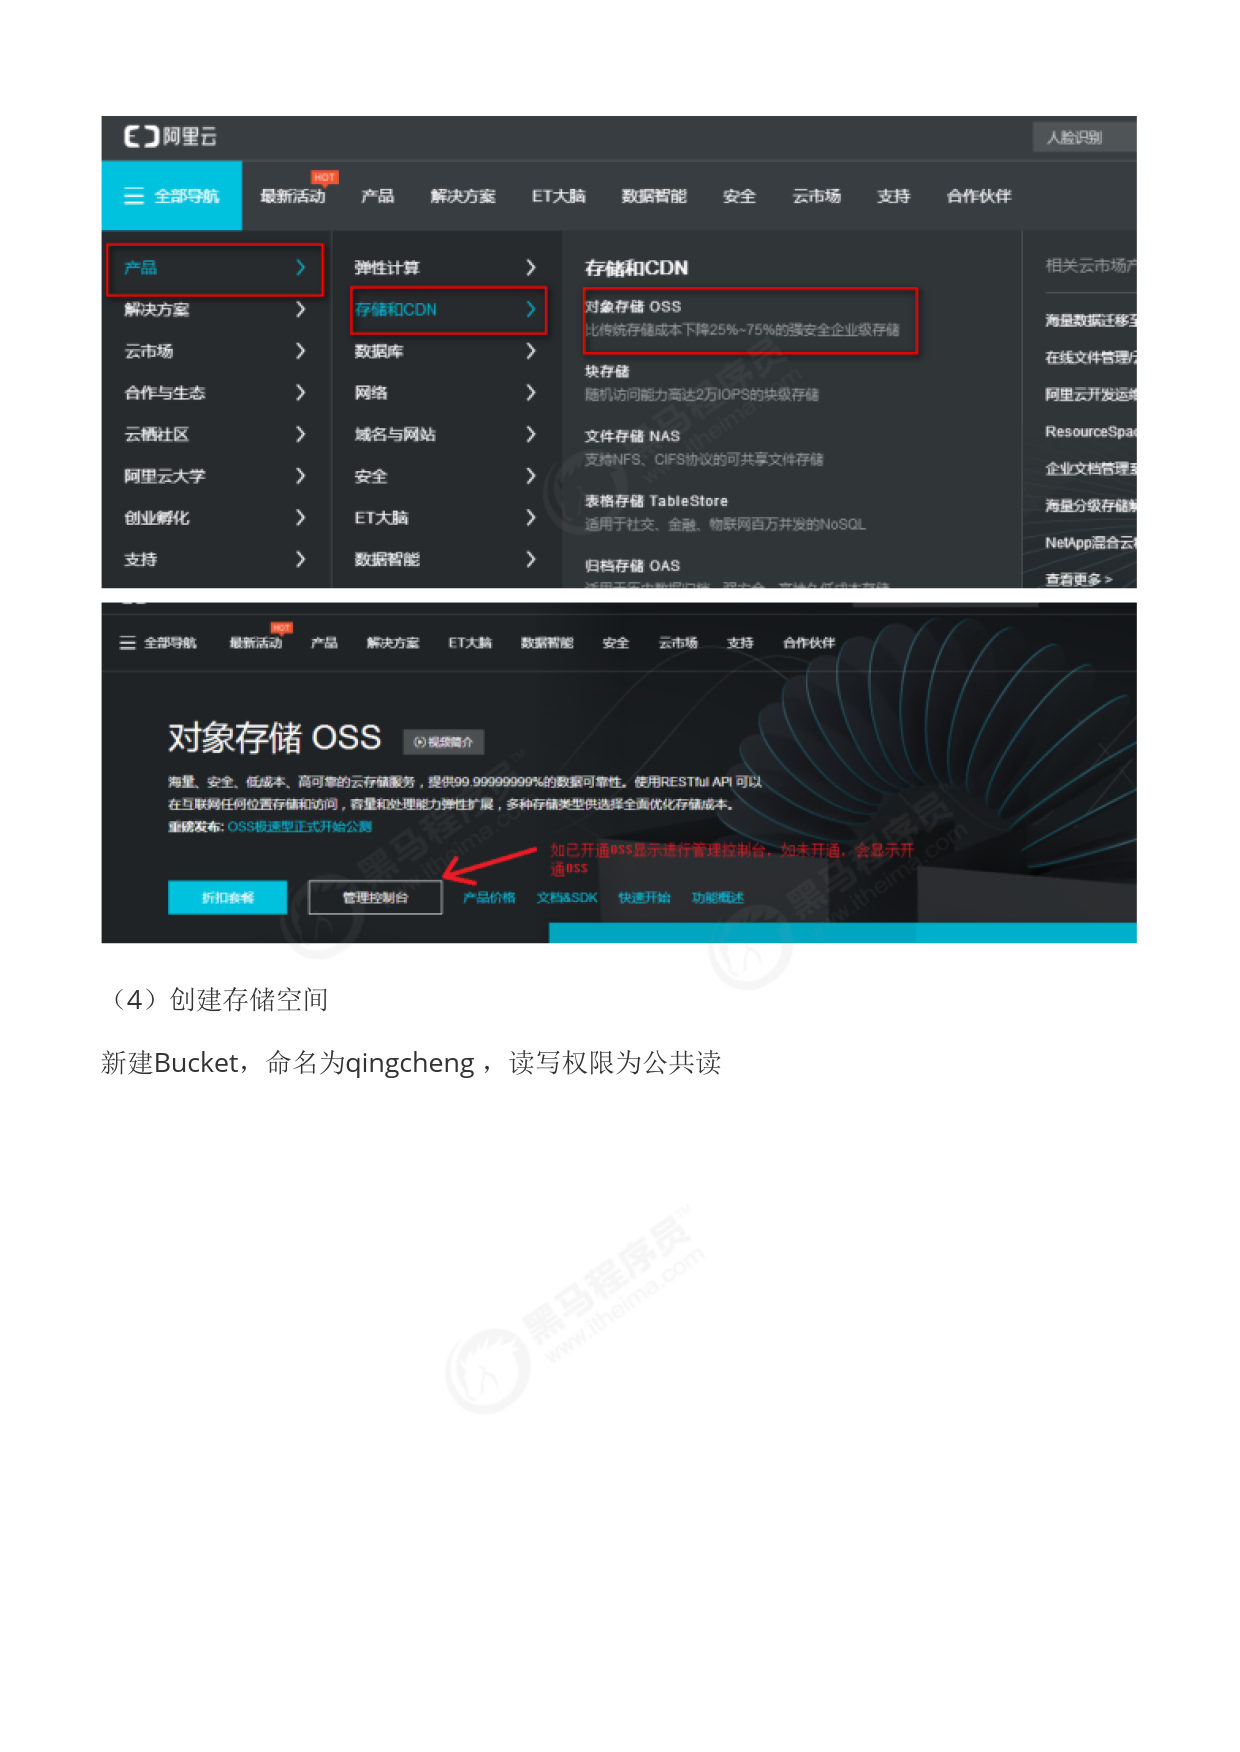 阿里云
人脸识别
全部导航 最新活动 HOT 产品 解决方案 ET大脑 数据智能 安全 云市场 支持 合作伙伴
产品
解决方案
云市场
合作与生态
云栖社区
阿里云大学
创业孵化
支持
弹性计算
存储和CDN
数据库
网络
域名与网站
安全
ET大脑
数据智能
存储和CDN
对象存储 OSS
比传统存储成本下降25%~75%的强安全企业级存储
块存储
随机访问能力高达2万IOPS的块级存储
文件存储 NAS
支持NFS、CIFS协议的可共享文件存储
表格存储 TableStore
适用于社交、金融、物联网百万并发的NoSQL
归档存储 OAS
相关云市场产
海量数据迁移至
在线文件管理/
阿里云开发运维
ResourceSpac
企业文档管理
海量分级存储
NetApp混合云
查看更多 >
全部导航 最新活动 HOT 产品 解决方案 ET大脑 数据智能 安全 云市场 支持 合作伙伴
对象存储 OSS 视频简介
海量、安全、低成本、高可靠的云存储服务，提供99.99999999%的数据可靠性。使用RESTful API 可以
在互联网任何位置存储和访问，容量和处理能力弹性扩展，多种存储类型供选择全面优化存储成本。
重磅发布: OSS极速型正式开始公测
如已开通oss显示进行管理控制台，如未开通，会显示开
通oss
折扣套餐 管理控制台 产品价格 文档&SDK 快速开始 功能概述
（4）创建存储空间
新建Bucket，命名为qingcheng ，读写权限为公共读
黑马程序员™
www.itheima.com